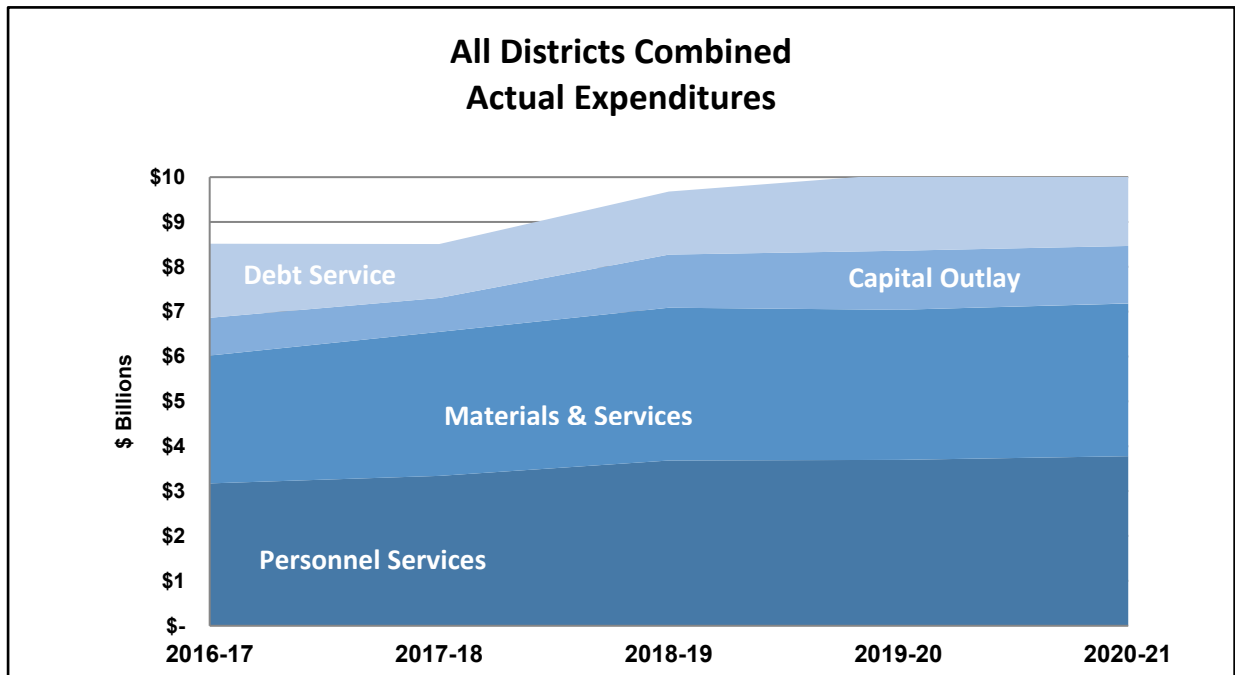 All Districts Combined
Actual Expenditures
$10
$9
$8
$7
$6
$5
$4
$3
$2
$1
$-
$ Billions
Debt Service
Capital Outlay
Materials & Services
Personnel Services
2016-17 2017-18 2018-19 2019-20 2020-21